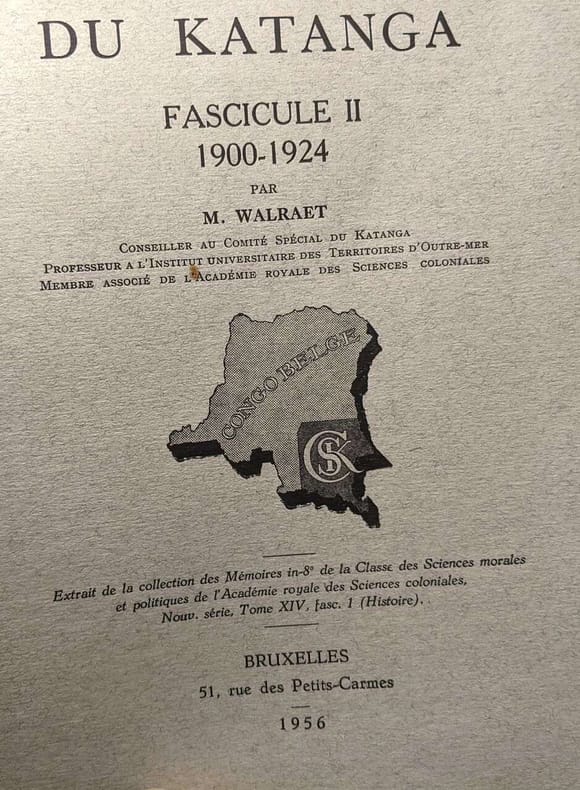 DU KATANGA
FASCICULE II
1900-1924
PAR
M. WALRAET
CONSEILLER AU COMITÉ SPÉCIAL DU KATANGA
PROFESSEUR A L'INSTITUT UNIVERSITAIRE DES TERRITOIRES D'OUTRE-MER
MEMBRE ASSOCIÉ DE L'ACADÉMIE ROYALE DES SCIENCES COLONIALES
CONGO BELGE
CSK
Extrait de la collection des Mémoires in-8° de la Classe des Sciences morales
et politiques de l'Académie royale des Sciences coloniales,
Nouv. série, Tome XIV, fasc. 1 (Histoire).
BRUXELLES
51, rue des Petits-Carmes
1956